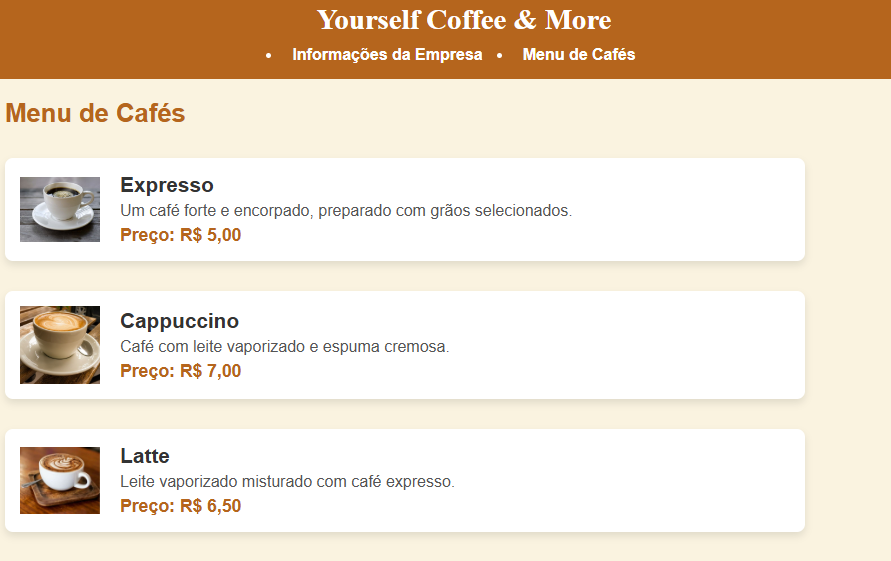 Yourself Coffee & More
• Informações da Empresa • Menu de Cafés
Menu de Cafés
Expresso
Um café forte e encorpado, preparado com grãos selecionados.
Preço: R$ 5,00
Cappuccino
Café com leite vaporizado e espuma cremosa.
Preço: R$ 7,00
Latte
Leite vaporizado misturado com café expresso.
Preço: R$ 6,50